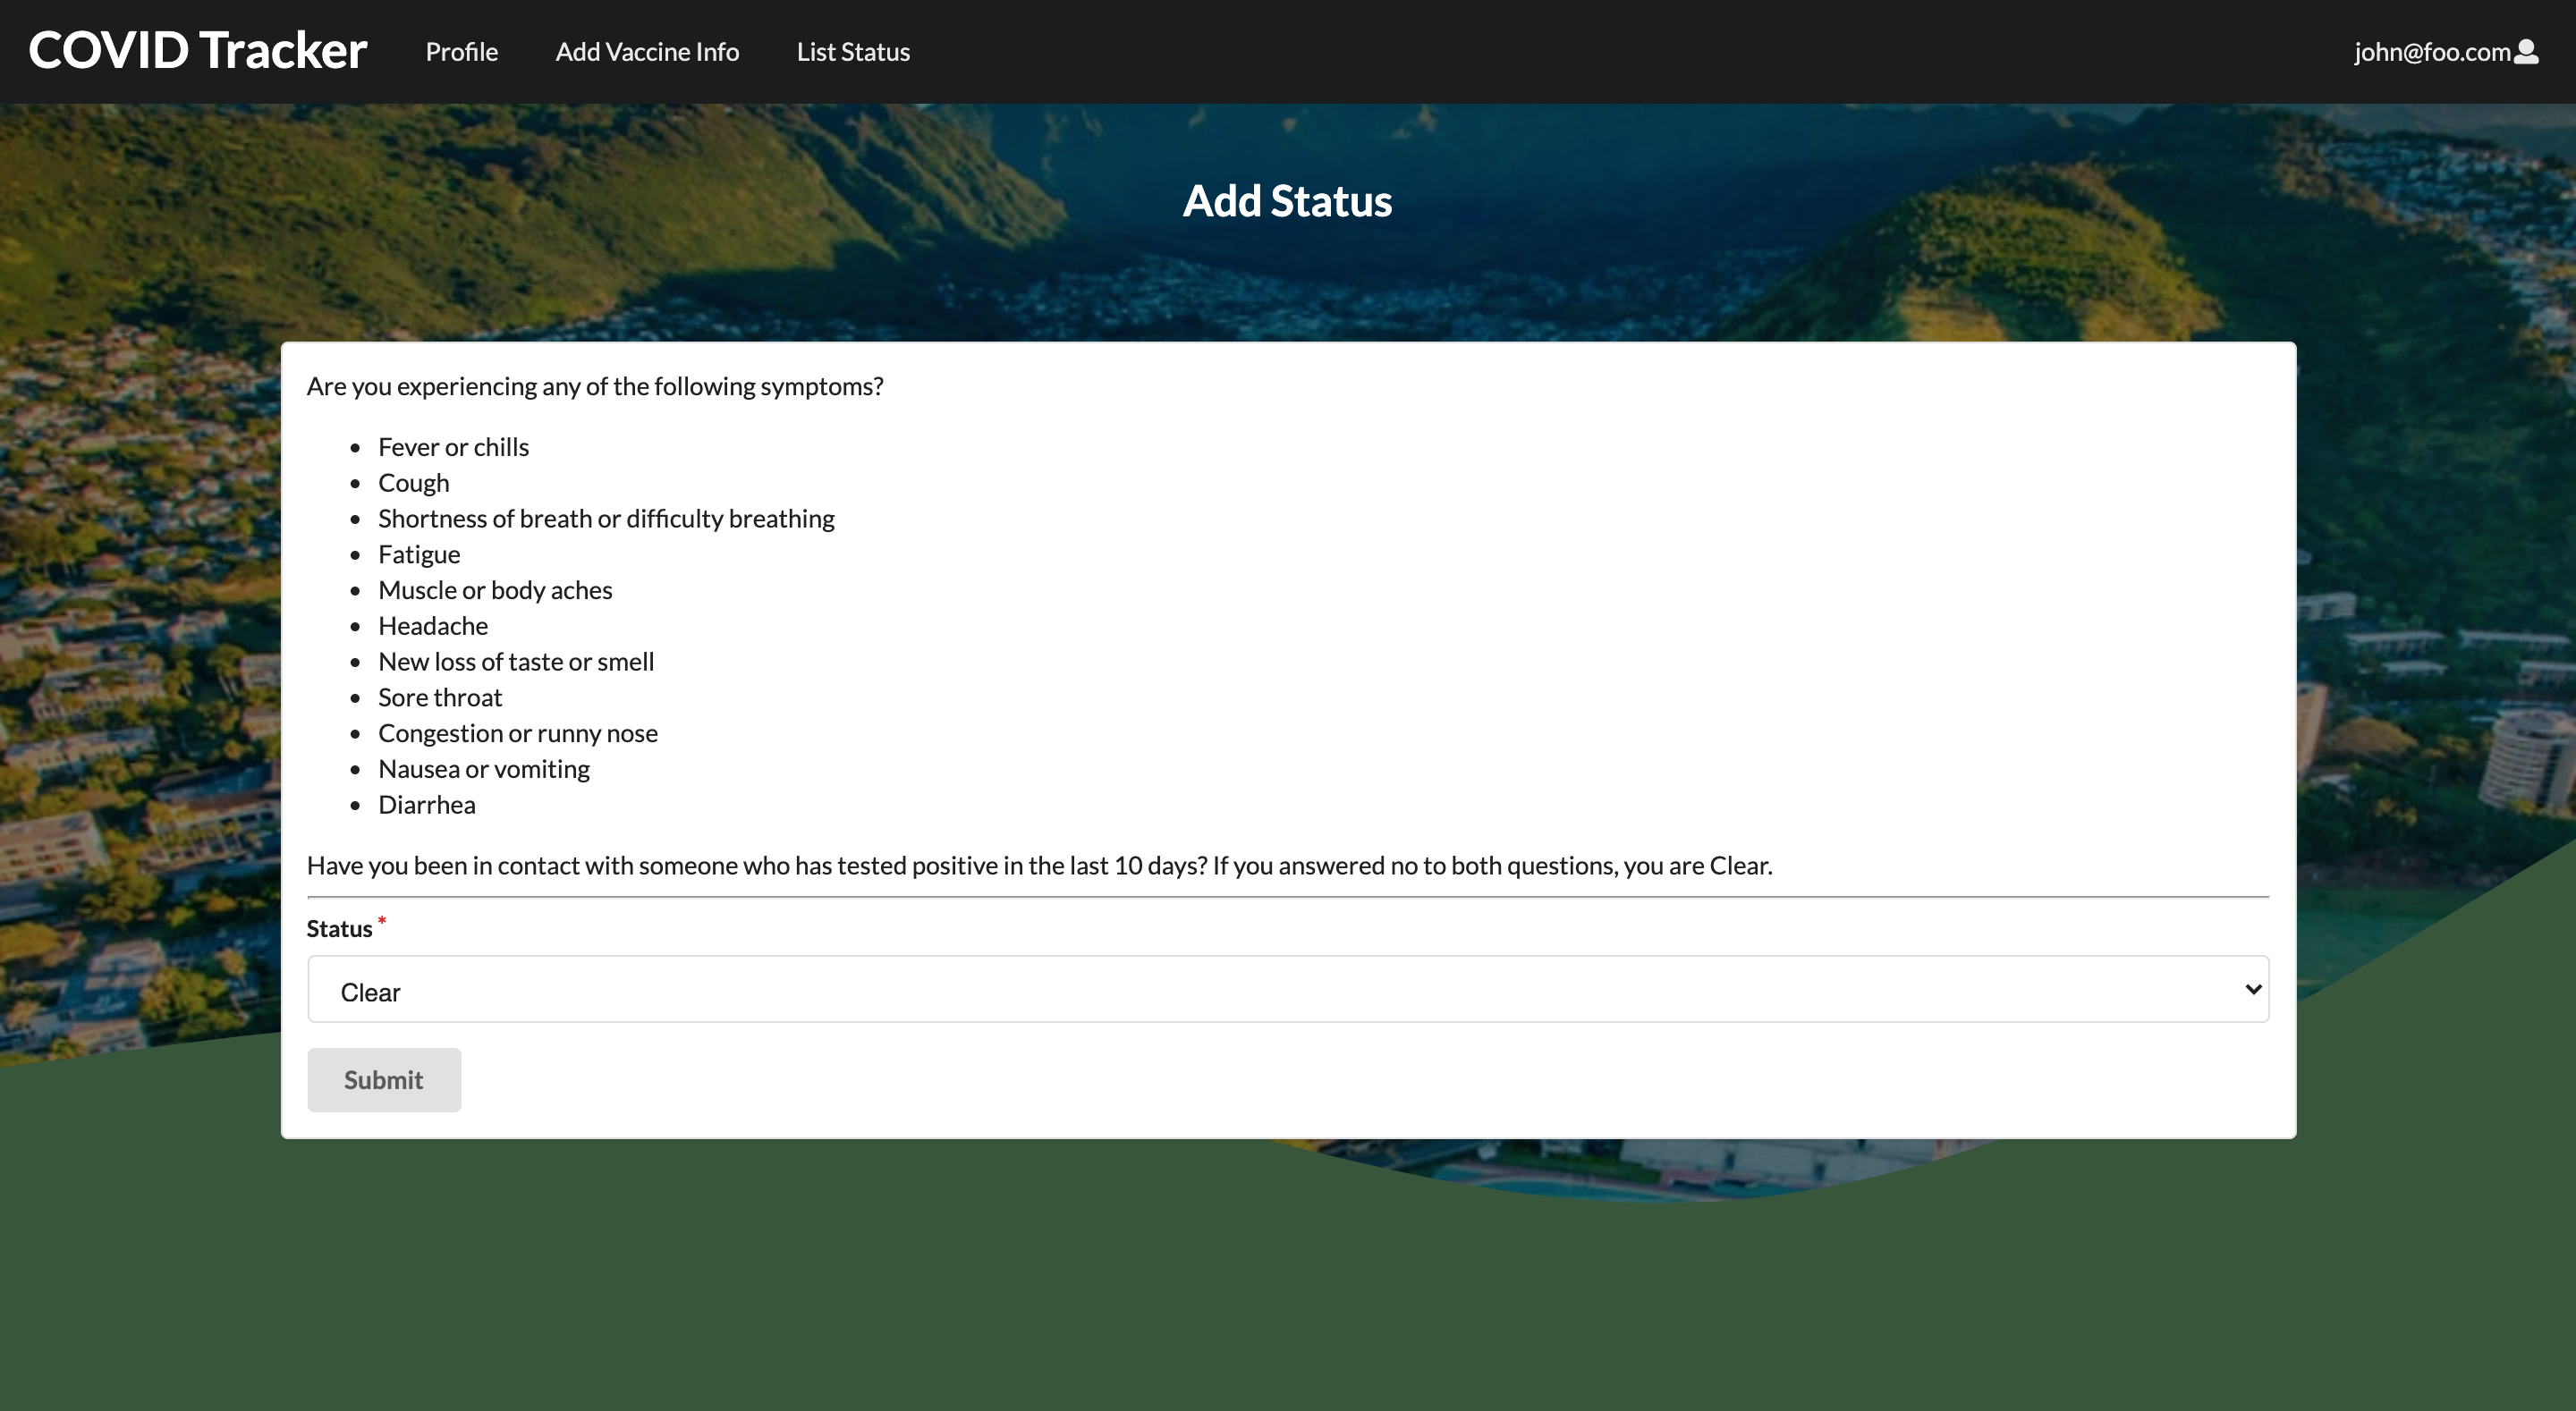 COVID Tracker Profile Add Vaccine Info List Status john@foo.com
Add Status
Are you experiencing any of the following symptoms?
Fever or chills
Cough
Shortness of breath or difficulty breathing
Fatigue
Muscle or body aches
Headache
New loss of taste or smell
Sore throat
Congestion or runny nose
Nausea or vomiting
Diarrhea
Have you been in contact with someone who has tested positive in the last 10 days? If you answered no to both questions, you are Clear.
Status *
Clear
Submit